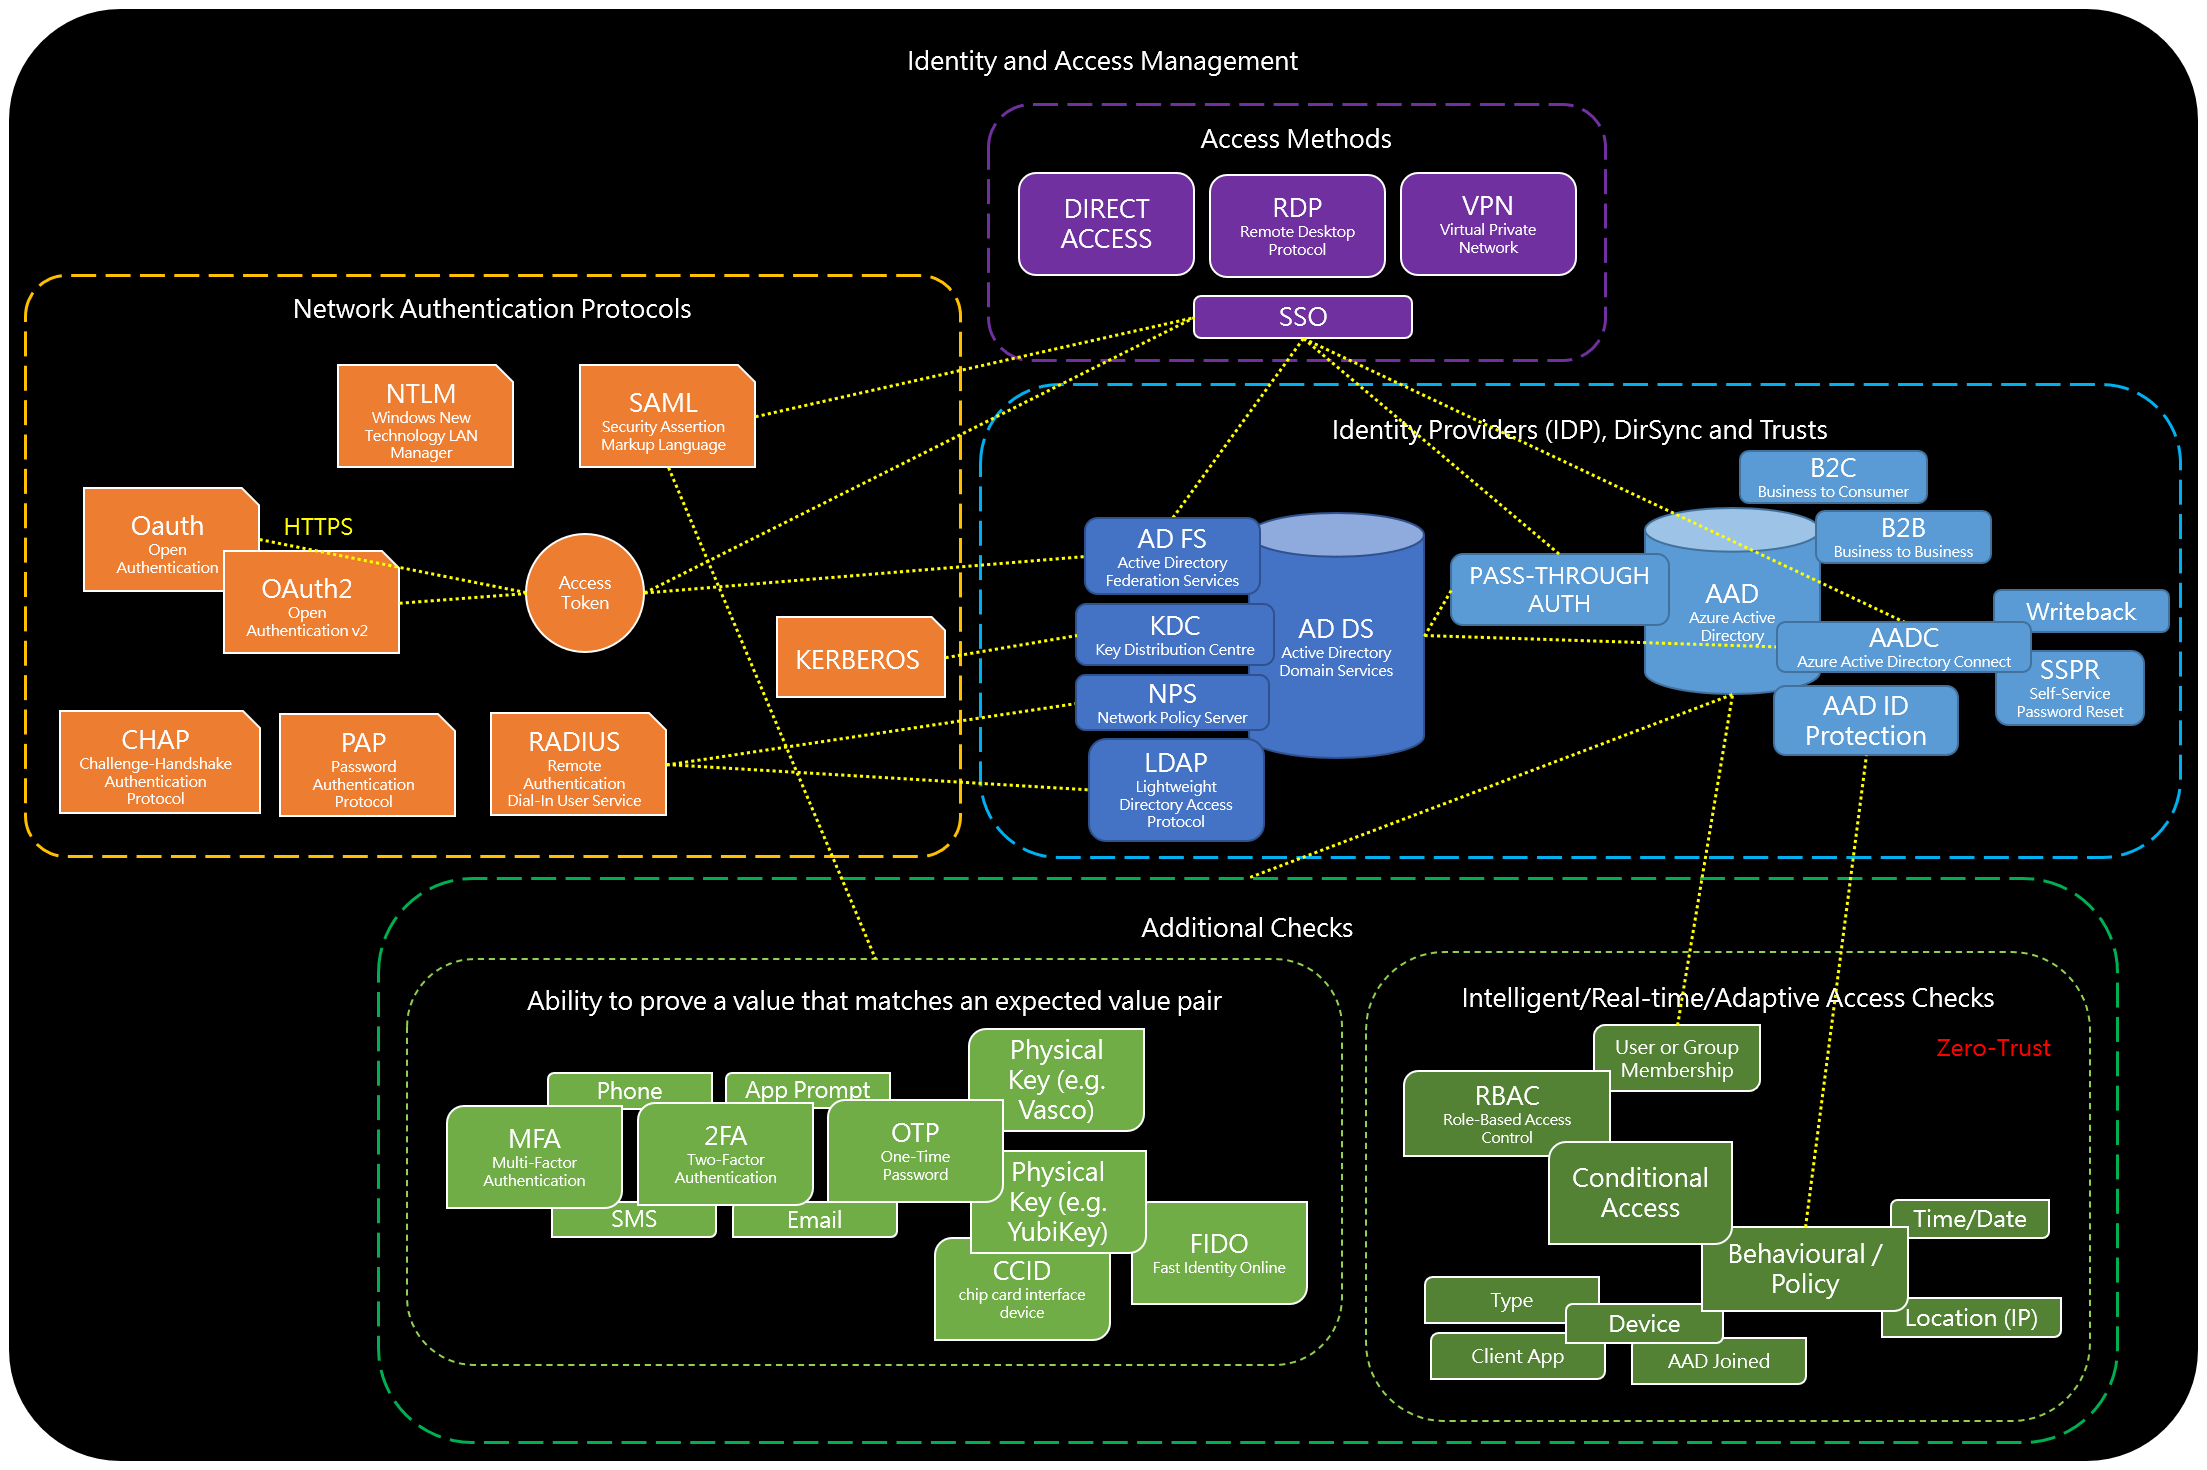 Identity and Access Management
Access Methods
DIRECT
ACCESS
RDP
Remote Desktop
Protocol
VPN
Virtual Private
Network
SSO
Network Authentication Protocols
NTLM
Windows New
Technology LAN
Manager
SAML
Security Assertion
Markup Language
Oauth
Open
Authentication
HTTPS
OAuth2
Open
Authentication v2
Access
Token
KERBEROS
CHAP
Challenge-Handshake
Authentication
Protocol
PAP
Password
Authentication
Protocol
RADIUS
Remote
Authentication
Dial-In User Service
Identity Providers (IDP), DirSync and Trusts
AD FS
Active Directory
Federation Services
KDC
Key Distribution Centre
NPS
Network Policy Server
LDAP
Lightweight
Directory Access
Protocol
AD DS
Active Directory
Domain Services
PASS-THROUGH
AUTH
AAD
Azure Active
Directory
B2C
Business to Consumer
B2B
Business to Business
Writeback
AADC
Azure Active Directory Connect
SSPR
Self-Service
Password Reset
AAD ID
Protection
Additional Checks
Ability to prove a value that matches an expected value pair
Phone
App Prompt
Physical
Key (e.g.
Vasco)
MFA
Multi-Factor
Authentication
2FA
Two-Factor
Authentication
OTP
One-Time
Password
SMS
Email
Physical
Key (e.g.
YubiKey)
CCID
chip card interface
device
FIDO
Fast Identity Online
Intelligent/Real-time/Adaptive Access Checks
Zero-Trust
User or Group
Membership
RBAC
Role-Based Access
Control
Conditional
Access
Behavioural /
Policy
Time/Date
Location (IP)
Type
Device
Client App
AAD Joined